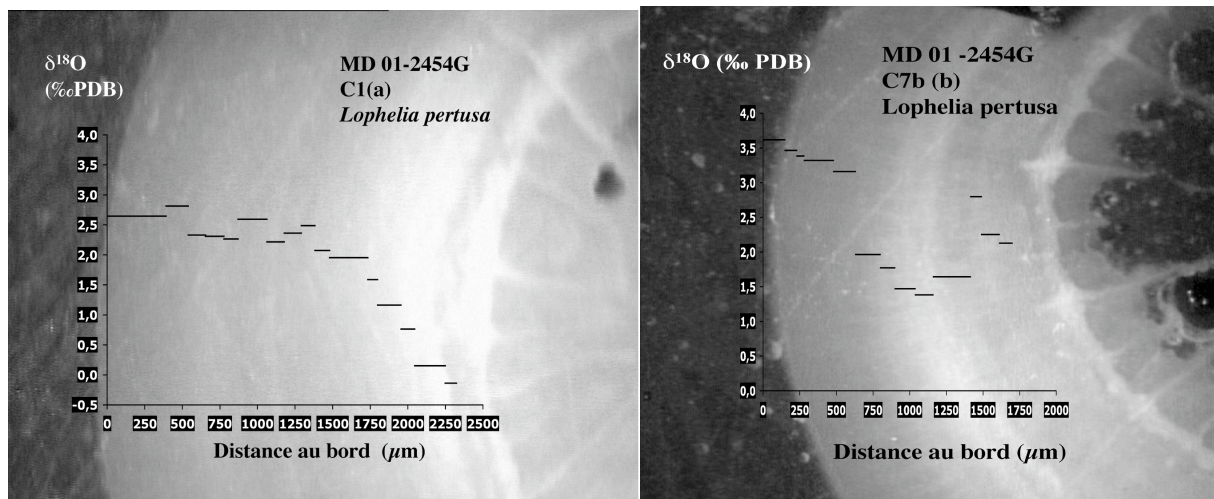 δ¹⁸O
(‰PDB)
MD 01-2454G
C1(a)
Lophelia pertusa
4,0
3,5
3,0
2,5
2,0
1,5
1,0
0,5
0,0
-0,5
0 250 500 750 1000 1250 1500 1750 2000 2250 2500
Distance au bord (µm)
δ¹⁸O (‰ PDB)
MD 01 -2454G
C7b (b)
Lophelia pertusa
4,0
3,5
3,0
2,5
2,0
1,5
1,0
0,5
0,0
0 250 500 750 1000 1250 1500 1750 2000
Distance au bord (µm)